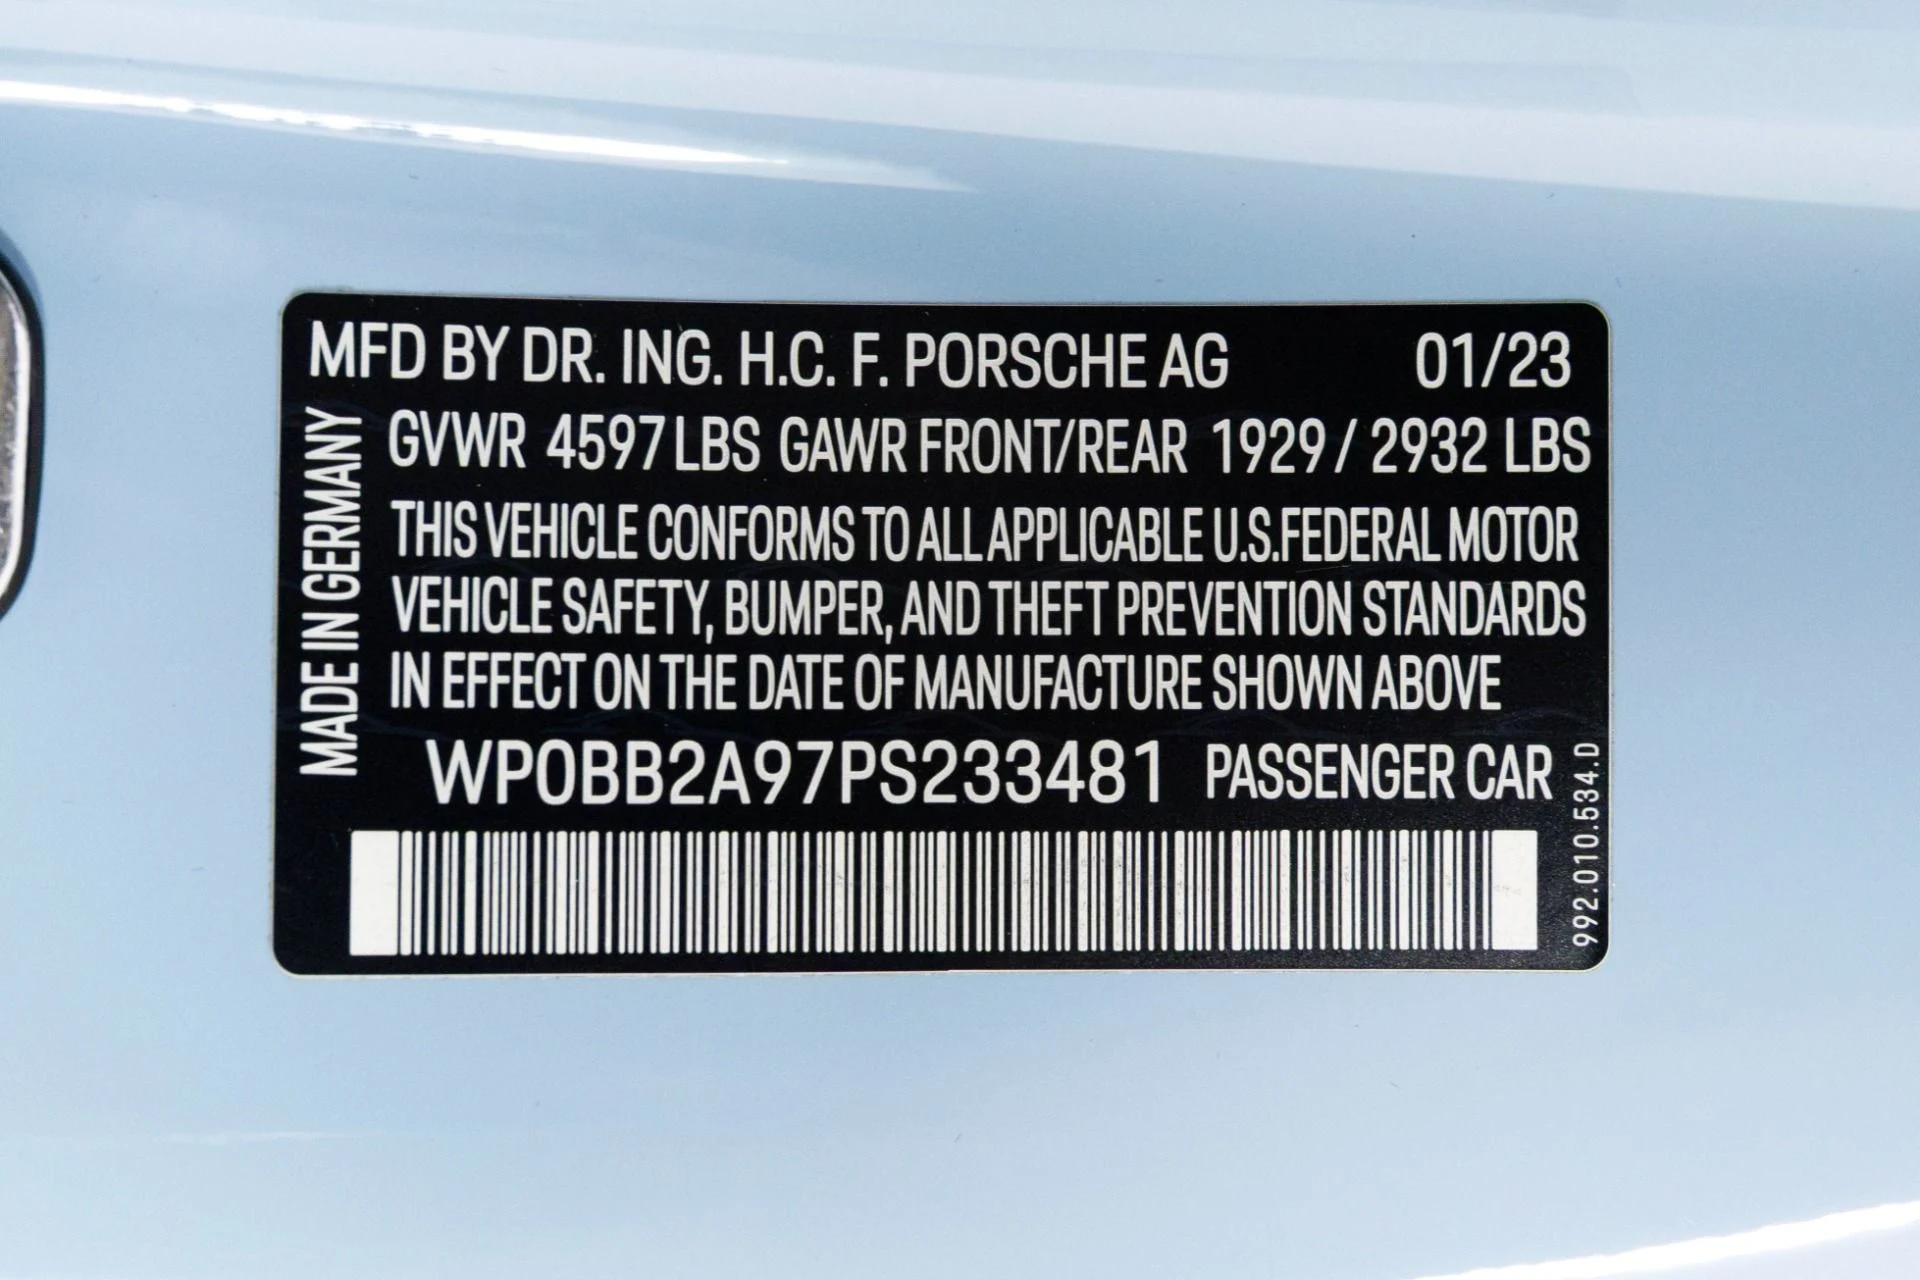 MFD BY DR. ING. H.C. F. PORSCHE AG 01/23
GVWR 4597 LBS GAWR FRONT/REAR 1929 / 2932 LBS
THIS VEHICLE CONFORMS TO ALL APPLICABLE U.S.FEDERAL MOTOR
VEHICLE SAFETY, BUMPER, AND THEFT PREVENTION STANDARDS
IN EFFECT ON THE DATE OF MANUFACTURE SHOWN ABOVE
WP0BB2A97PS233481 PASSENGER CAR
MADE IN GERMANY
992.010.534.D